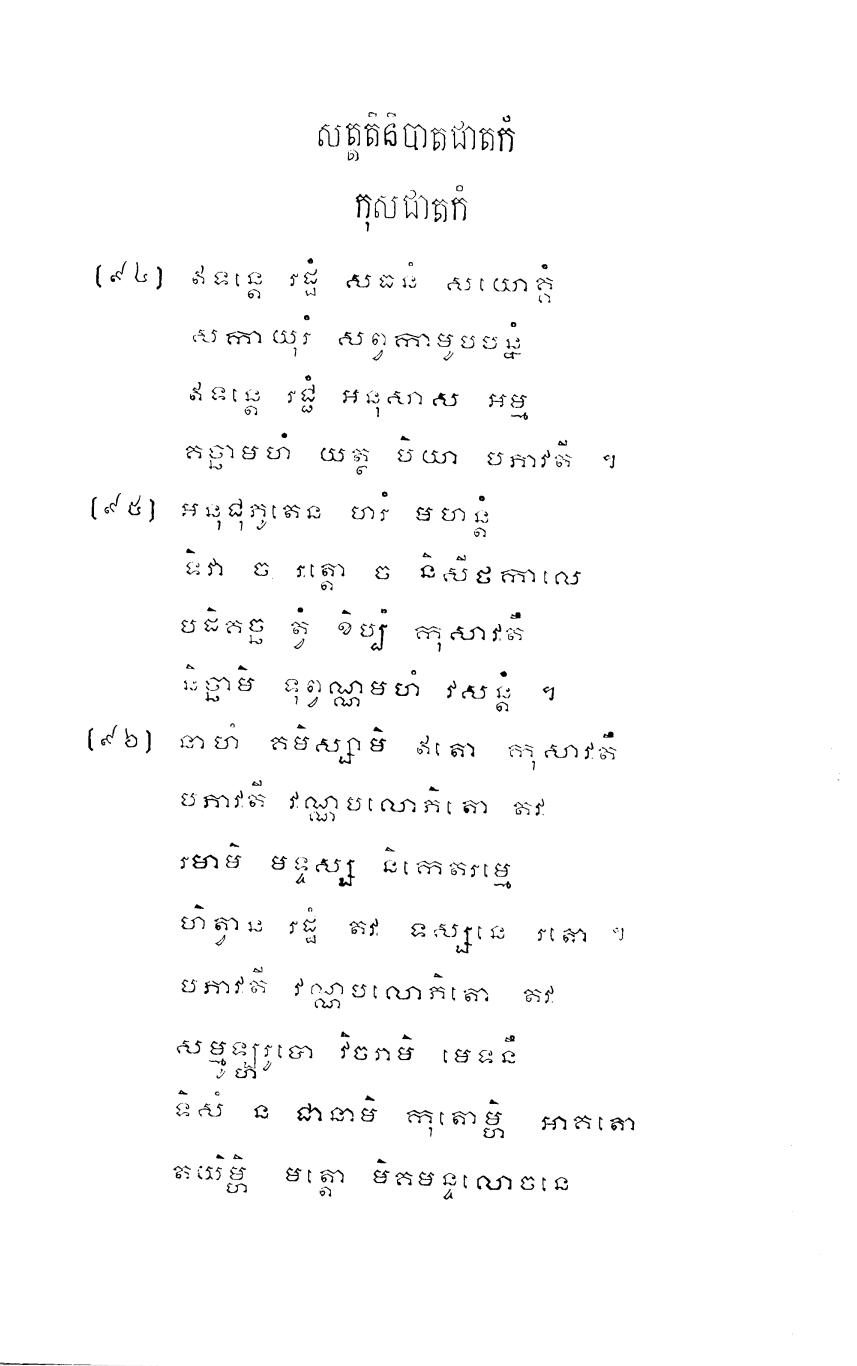 សត្តតិនិបាតជាតកំ
កុសជាតកំ
(៩៤) ឥទន្តេ រដ្ឋំ សធនំ សយោគ្គំ
សកាយុរំ សព្វកាមូបបន្នំ
ឥទន្តេ រជ្ជំ អនុសាស អម្ម
គច្ឆាមហំ យត្ថ បិយា បភាវតី ។
(៩៥) អនុជុភូតេន ហរំ មហន្តំ
ទិវា ច រត្តោ ច និសីថកាលេ
បដិគច្ឆ ត្វំ ខិប្បំ កុសាវតឹ
និច្ឆាមិ ទុព្វណ្ណមហំ វសន្តំ ។
(៩៦) នាហំ គមិស្សាមិ ឥតោ កុសាវតឹ
បភាវតី វណ្ណបលោភិតោ តវ
រមាមិ មទ្ទស្ស និកេតរម្មេ
ហិត្វាន រដ្ឋំ តវ ទស្សនេ រតោ ។
បភាវតី វណ្ណបលោភិតោ តវ
សម្មូឡ្ហរូបោ វិចរាមិ មេទនឹ
ទិសំ ន ជានាមិ កុតោម្ហិ អាគតោ
តយិម្ហិ មត្តោ មិគមន្ទលោចនេ